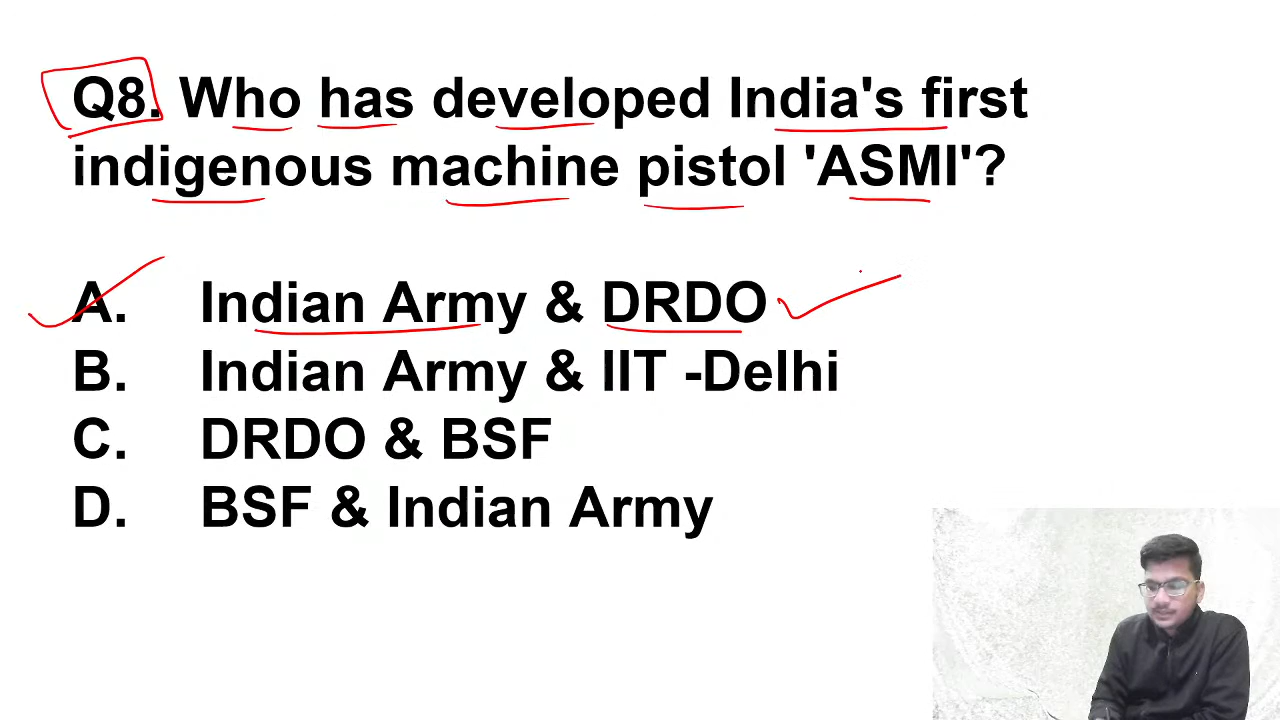 Q8. Who has developed India's first
indigenous machine pistol 'ASMI'?
A. Indian Army & DRDO
B. Indian Army & IIT -Delhi
C. DRDO & BSF
D. BSF & Indian Army